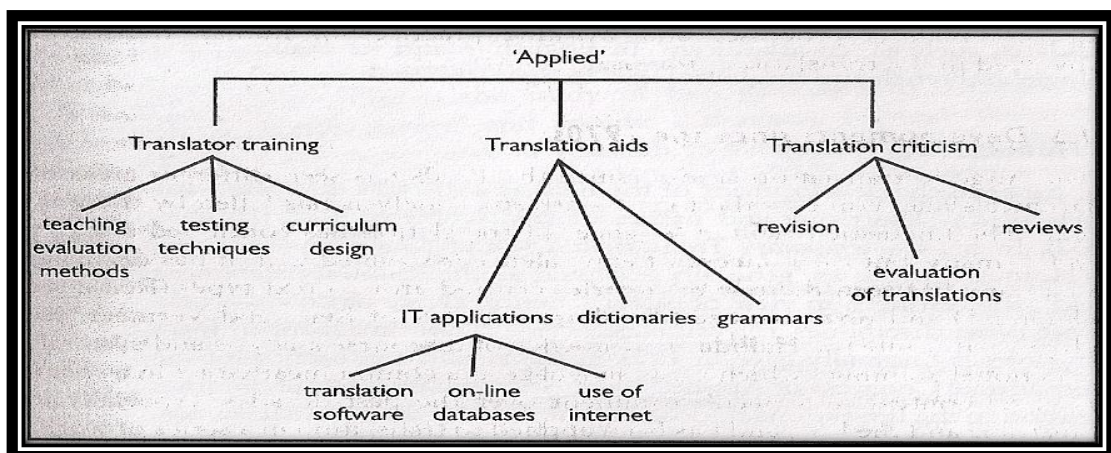 'Applied'
Translator training
Translation aids
Translation criticism
teaching
evaluation
methods
testing
techniques
curriculum
design
revision
evaluation
of translations
reviews
IT applications
dictionaries
grammars
translation
software
on-line
databases
use of
internet